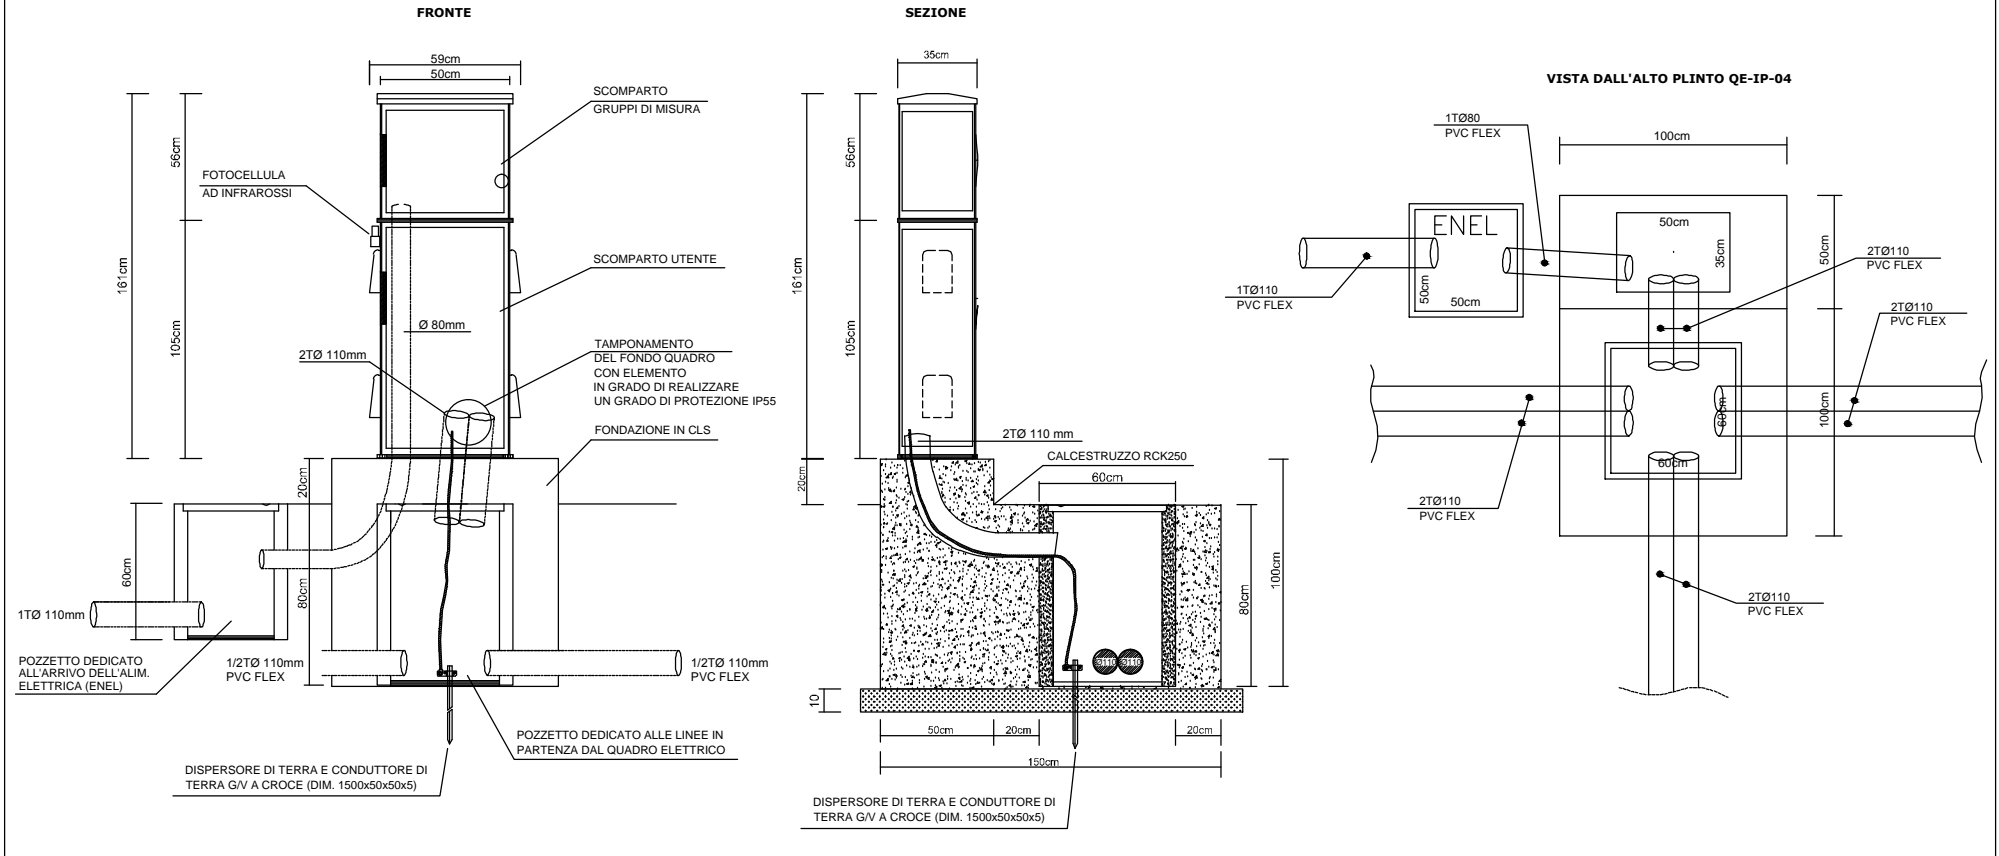 FRONTE
59cm
50cm
161cm
56cm
105cm
SCOMPARTO
GRUPPI DI MISURA
FOTOCELLULA
AD INFRAROSSI
SCOMPARTO UTENTE
Ø 80mm
2TØ 110mm
TAMPONAMENTO
DEL FONDO QUADRO
CON ELEMENTO
IN GRADO DI REALIZZARE
UN GRADO DI PROTEZIONE IP55
FONDAZIONE IN CLS
20cm
60cm
80cm
1TØ 110mm
POZZETTO DEDICATO
ALL'ARRIVO DELL'ALIM.
ELETTRICA (ENEL)
1/2TØ 110mm
PVC FLEX
1/2TØ 110mm
PVC FLEX
POZZETTO DEDICATO ALLE LINEE IN
PARTENZA DAL QUADRO ELETTRICO
DISPERSORE DI TERRA E CONDUTTORE DI
TERRA G/V A CROCE (DIM. 1500x50x50x5)
SEZIONE
35cm
161cm
56cm
105cm
2TØ 110 mm
CALCESTRUZZO RCK250
20cm
60cm
80cm
100cm
Ø110
Ø110
10
50cm
20cm
20cm
150cm
DISPERSORE DI TERRA E CONDUTTORE DI
TERRA G/V A CROCE (DIM. 1500x50x50x5)
VISTA DALL'ALTO PLINTO QE-IP-04
1TØ80
PVC FLEX
100cm
ENEL
50cm
50cm
50cm
35cm
50cm
100cm
1TØ110
PVC FLEX
2TØ110
PVC FLEX
2TØ110
PVC FLEX
60cm
60cm
2TØ110
PVC FLEX
2TØ110
PVC FLEX